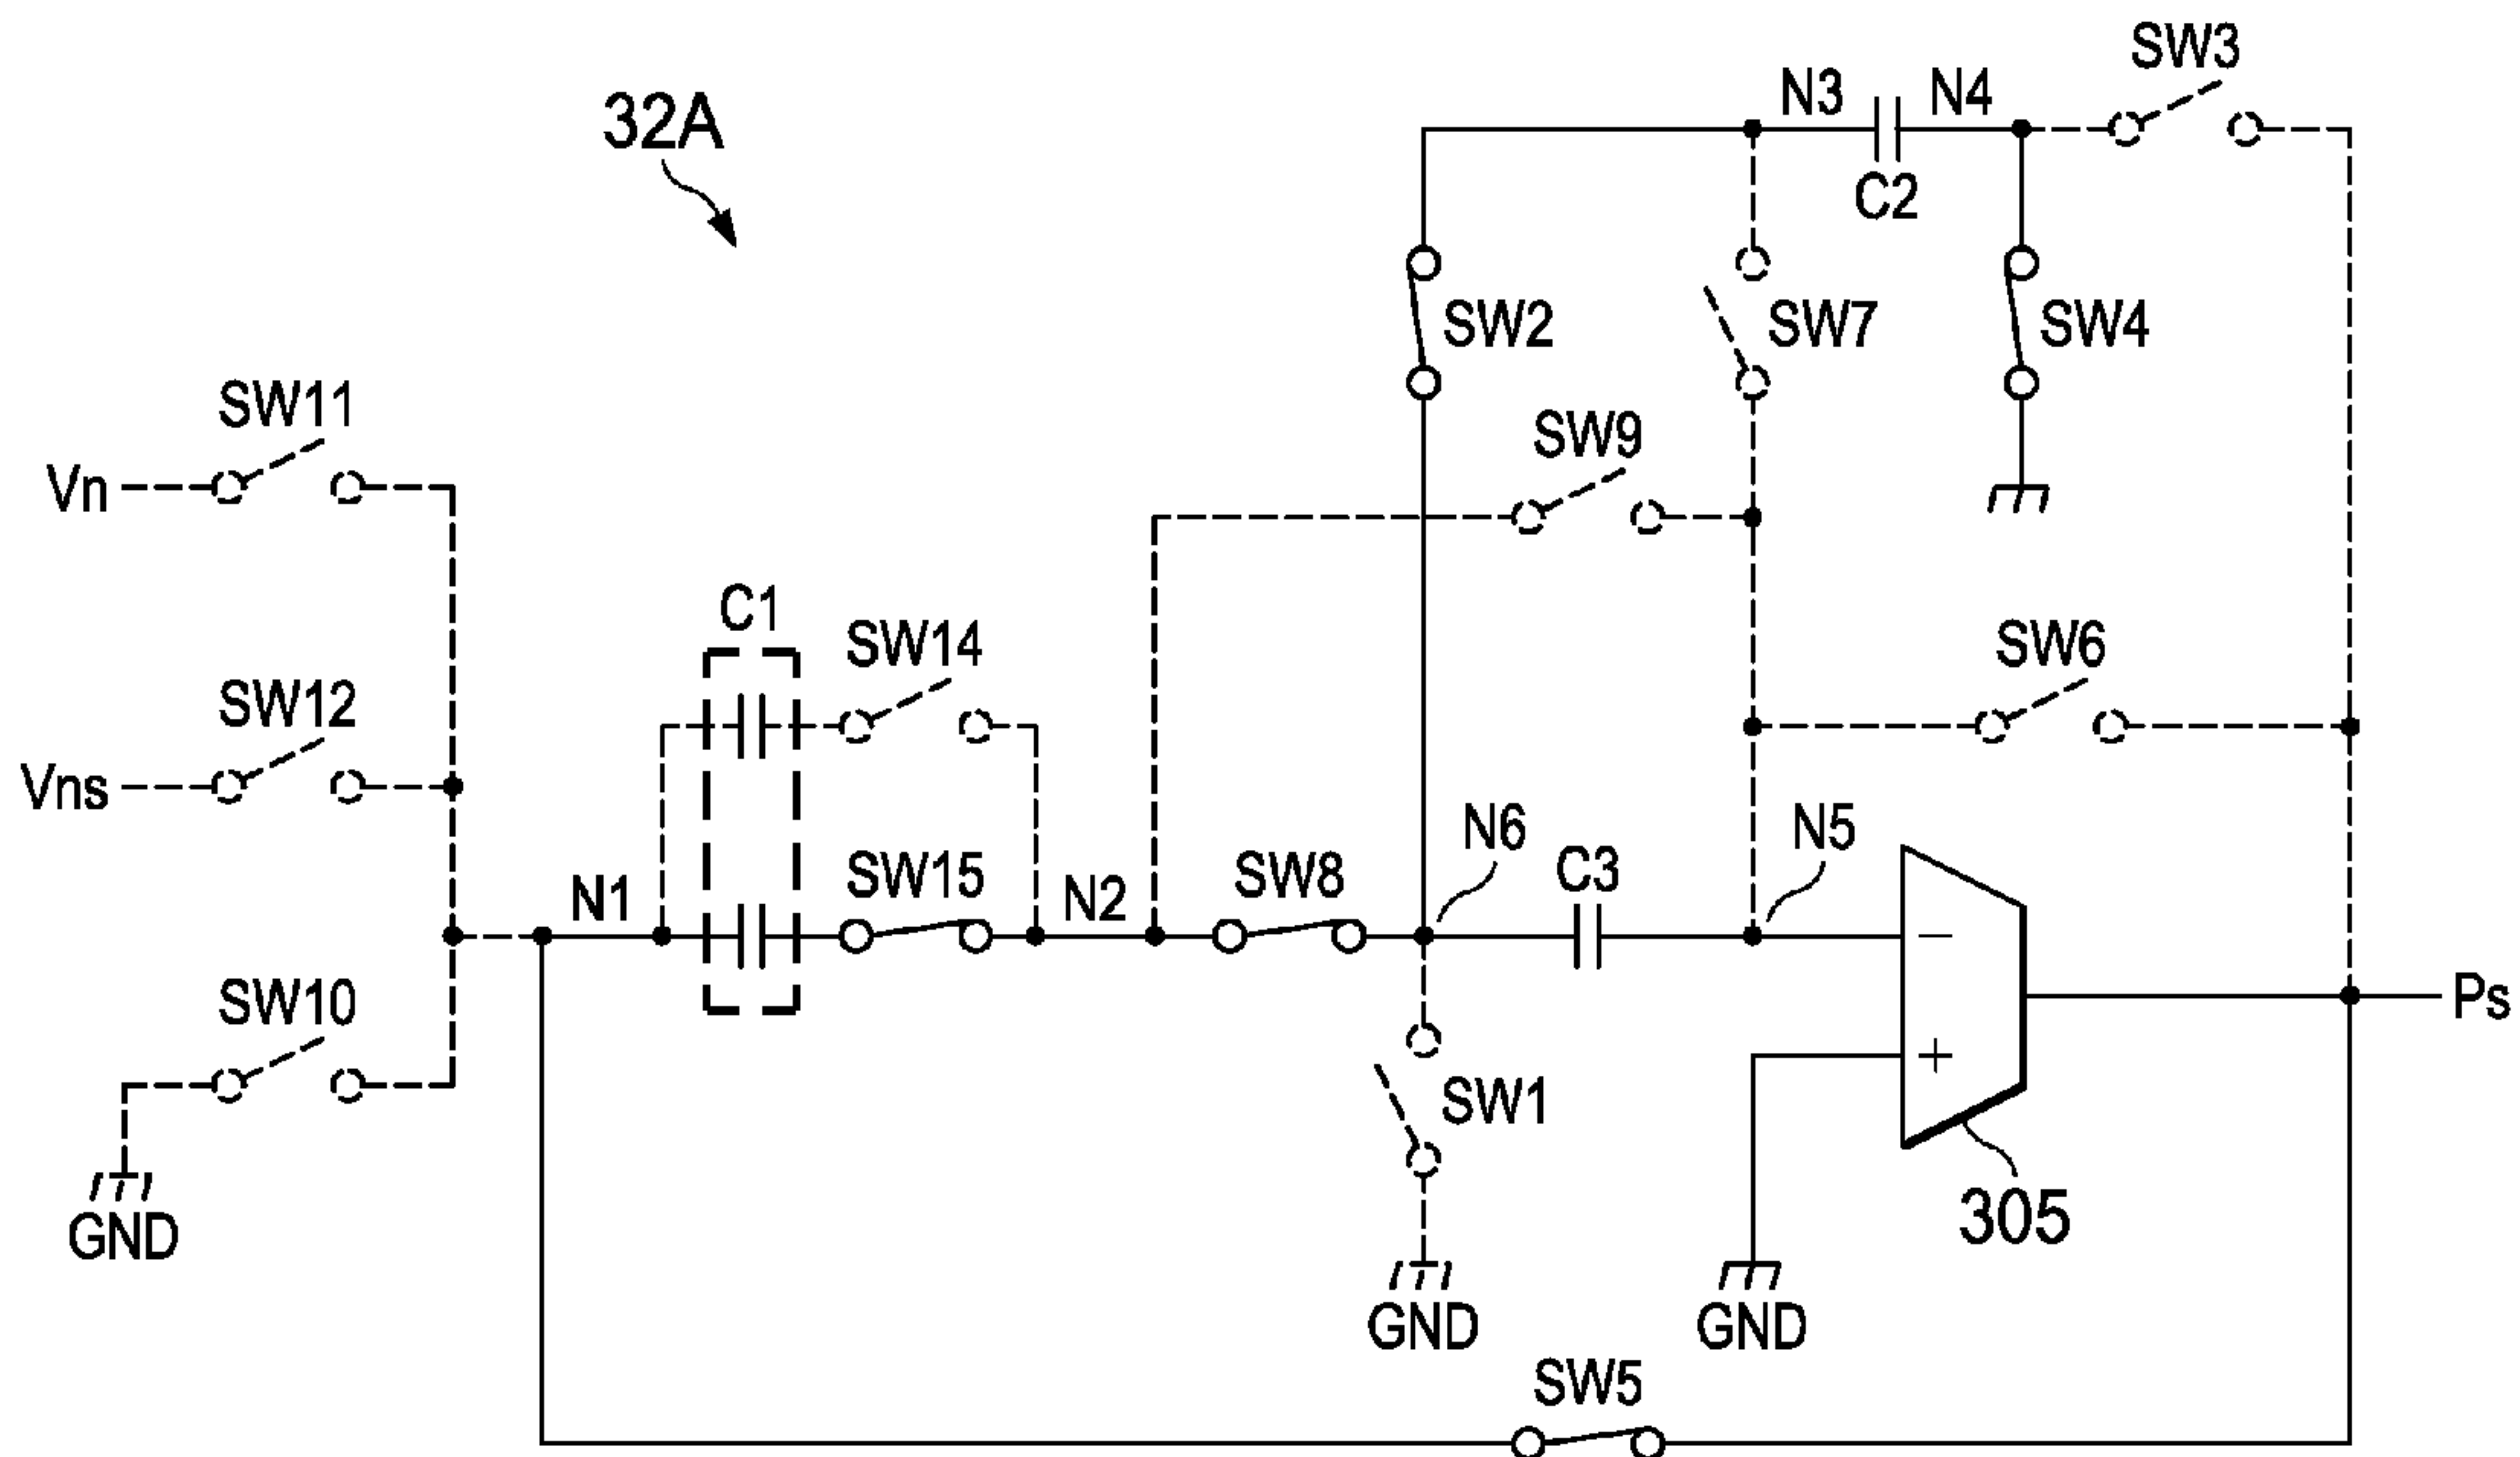 SW3
32A
N3
N4
C2
SW2
SW7
SW4
SW11
SW9
Vn
C1
SW14
SW6
SW12
Vns
N6
N5
SW15
C3
N1
N2
SW8
−
SW10
Ps
+
SW1
305
GND
GND
GND
SW5